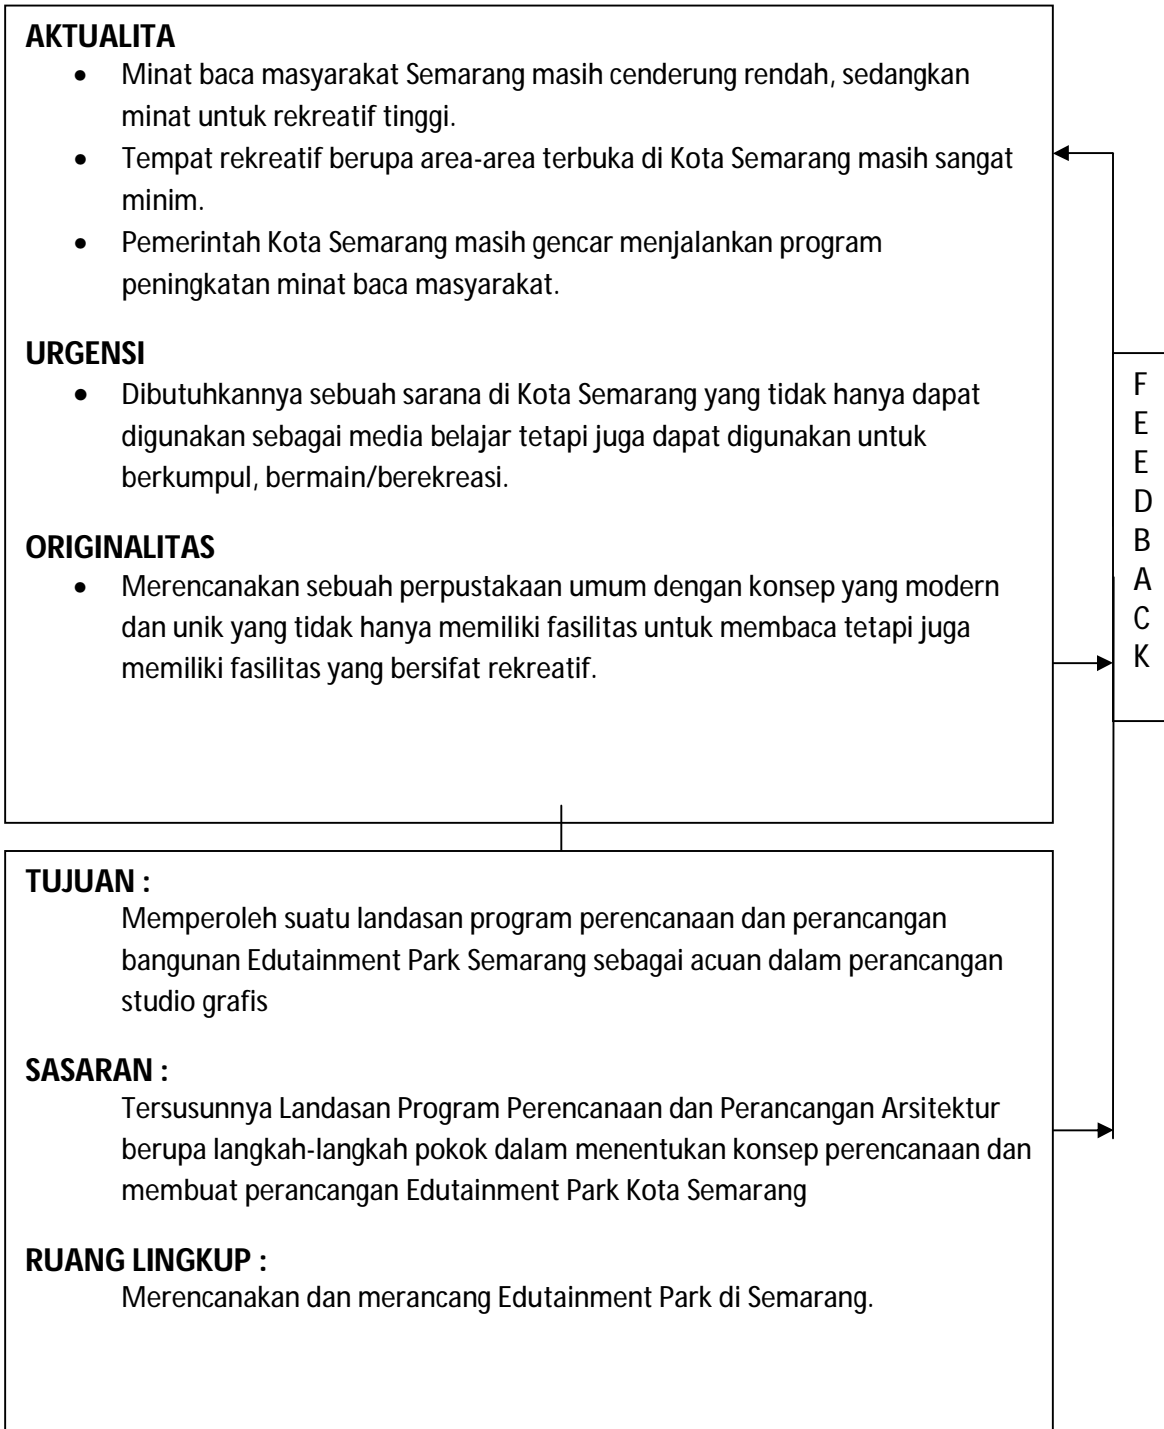 AKTUALITA
• Minat baca masyarakat Semarang masih cenderung rendah, sedangkan
minat untuk rekreatif tinggi.
• Tempat rekreatif berupa area-area terbuka di Kota Semarang masih sangat
minim.
• Pemerintah Kota Semarang masih gencar menjalankan program
peningkatan minat baca masyarakat.
URGENSI
• Dibutuhkannya sebuah sarana di Kota Semarang yang tidak hanya dapat
digunakan sebagai media belajar tetapi juga dapat digunakan untuk
berkumpul, bermain/berekreasi.
ORIGINALITAS
• Merencanakan sebuah perpustakaan umum dengan konsep yang modern
dan unik yang tidak hanya memiliki fasilitas untuk membaca tetapi juga
memiliki fasilitas yang bersifat rekreatif.
F
E
E
D
B
A
C
K
TUJUAN :
Memperoleh suatu landasan program perencanaan dan perancangan
bangunan Edutainment Park Semarang sebagai acuan dalam perancangan
studio grafis
SASARAN :
Tersusunnya Landasan Program Perencanaan dan Perancangan Arsitektur
berupa langkah-langkah pokok dalam menentukan konsep perencanaan dan
membuat perancangan Edutainment Park Kota Semarang
RUANG LINGKUP :
Merencanakan dan merancang Edutainment Park di Semarang.